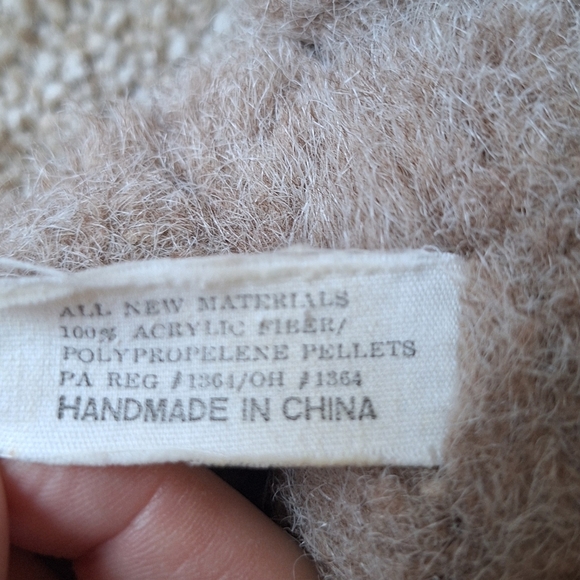 ALL NEW MATERIALS
100% ACRYLIC FIBER/
POLYPROPELENE PELLETS
PA REG #1364/OH #1364
HANDMADE IN CHINA